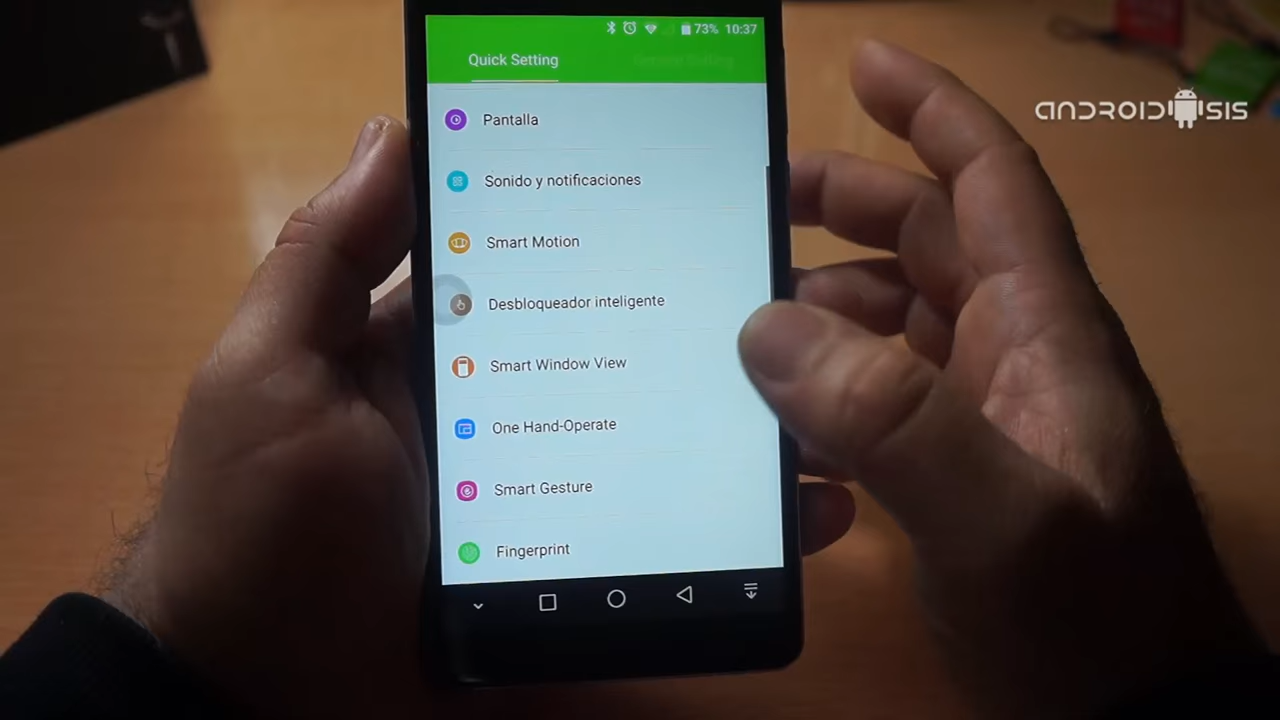 73% 10:37
Quick Setting
Pantalla
Sonido y notificaciones
Smart Motion
Desbloqueador inteligente
Smart Window View
One Hand-Operate
Smart Gesture
Fingerprint
ANDROIDSIS